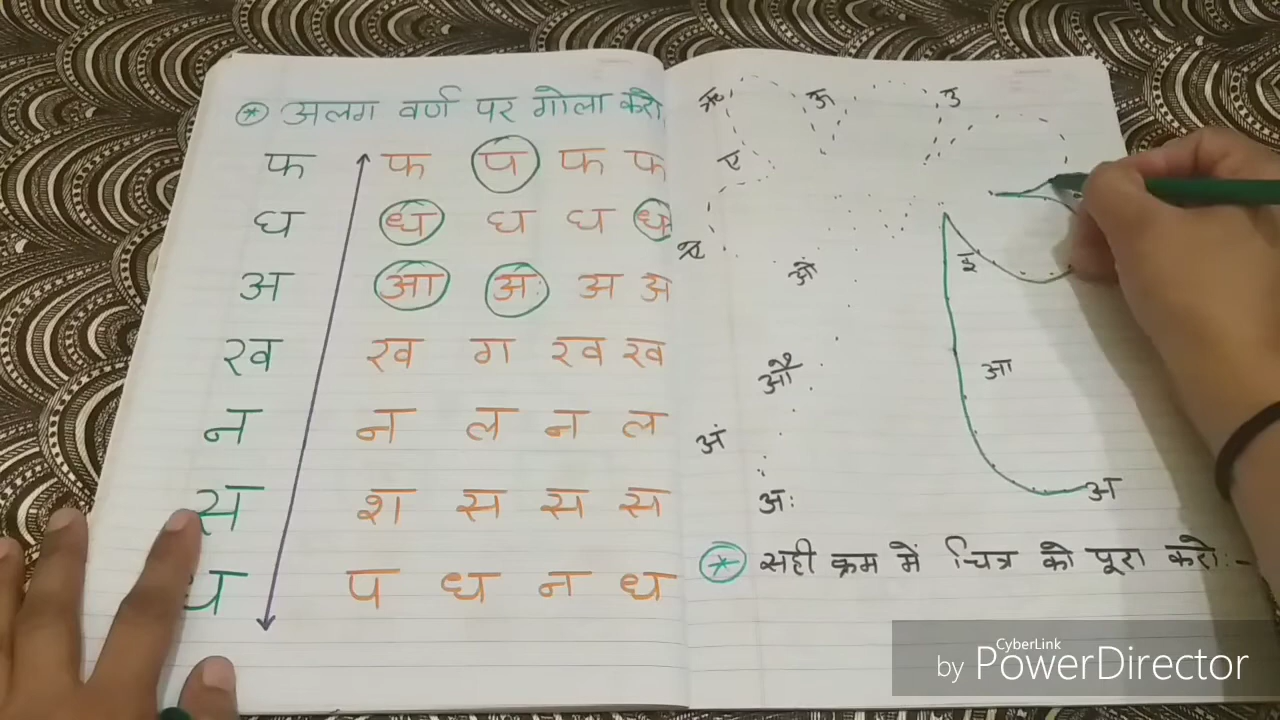 * अलग वर्ण पर गोला करो
फ फ प फ फ
घ ध घ घ ध
अ आ अः अ अ
ख ख ग ख ख
न न ल न ल
स श स स स
प ध न ध
ऋ ऊ उ
ए
ऐ
ओ
इ
औ
आ
अं
अः
अ
* सही क्रम में चित्र को पूरा करोः-
CyberLink
by PowerDirector